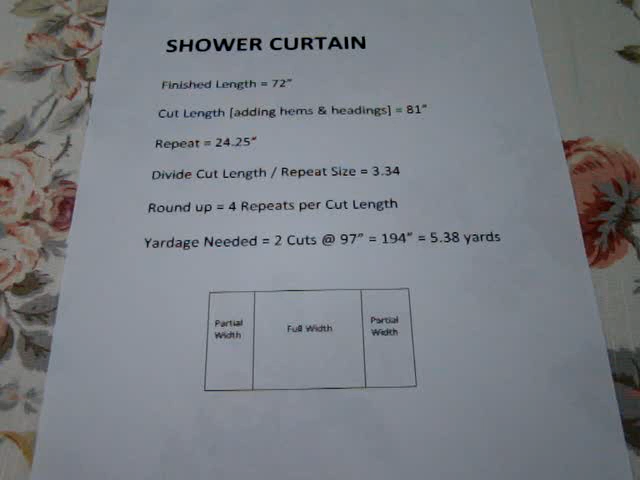 SHOWER CURTAIN
Finished Length = 72”
Cut Length [adding hems & headings] = 81”
Repeat = 24.25”
Divide Cut Length / Repeat Size = 3.34
Round up = 4 Repeats per Cut Length
Yardage Needed = 2 Cuts @ 97” = 194” = 5.38 yards
Partial
Width
Full Width
Partial
Width